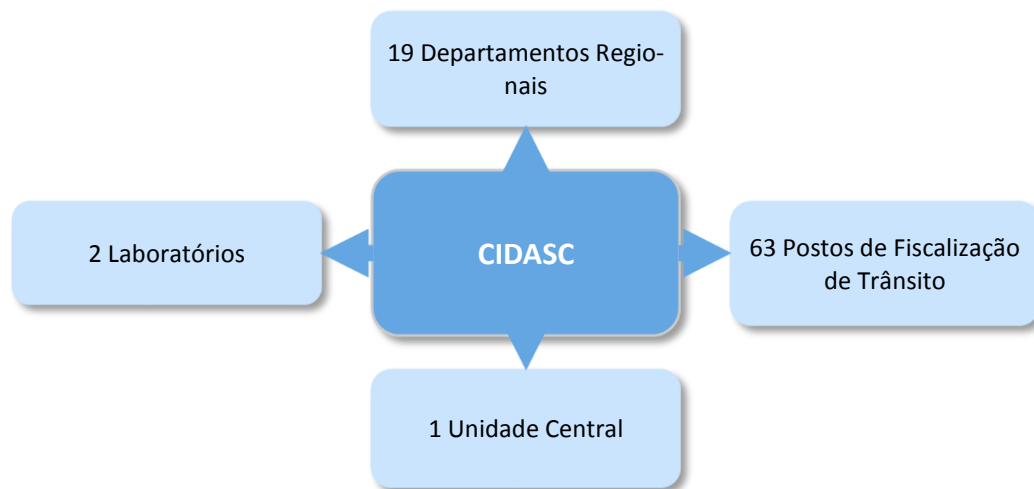 19 Departamentos Regio-
nais
2 Laboratórios
CIDASC
63 Postos de Fiscalização
de Trânsito
1 Unidade Central